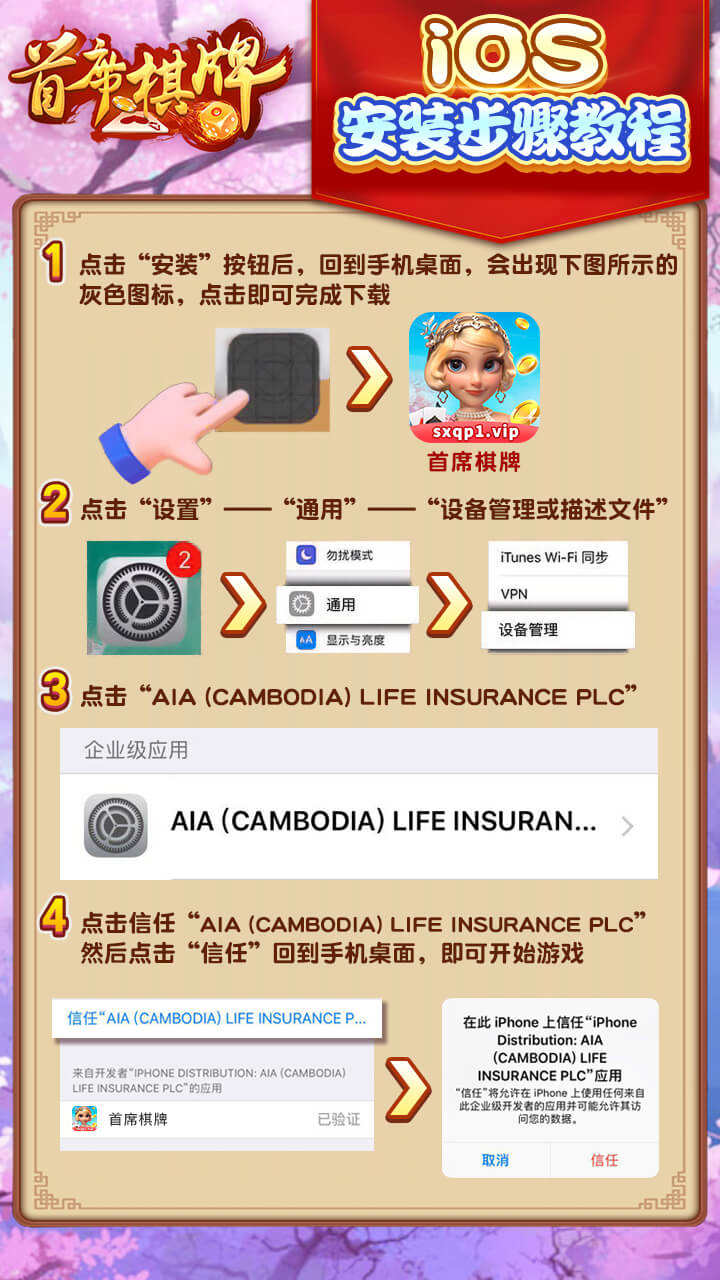 首席棋牌
iOS
安装步骤教程
1 点击“安装”按钮后，回到手机桌面，会出现下图所示的
灰色图标，点击即可完成下载
sxqp1.vip
首席棋牌
2 点击“设置”——“通用”——“设备管理或描述文件”
2
勿扰模式
通用
AA 显示与亮度
iTunes Wi-Fi 同步
VPN
设备管理
3 点击“AIA (CAMBODIA) LIFE INSURANCE PLC”
企业级应用
AIA (CAMBODIA) LIFE INSURAN...
4 点击信任“AIA (CAMBODIA) LIFE INSURANCE PLC”
然后点击“信任”回到手机桌面，即可开始游戏
信任“AIA (CAMBODIA) LIFE INSURANCE P...
来自开发者“IPHONE DISTRIBUTION: AIA (CAMBODIA)
LIFE INSURANCE PLC”的应用
首席棋牌 已验证
在此 iPhone 上信任“iPhone
Distribution: AIA
(CAMBODIA) LIFE
INSURANCE PLC”应用
“信任”将允许在 iPhone 上使用任何来自
此企业级开发者的应用并可能允许其访
问您的数据。
取消 信任